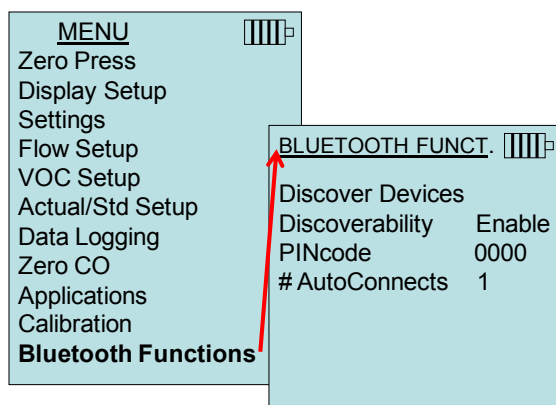 MENU
Zero Press
Display Setup
Settings
Flow Setup
VOC Setup
Actual/Std Setup
Data Logging
Zero CO
Applications
Calibration
Bluetooth Functions
BLUETOOTH FUNCT.
Discover Devices
Discoverability Enable
PINcode 0000
# AutoConnects 1